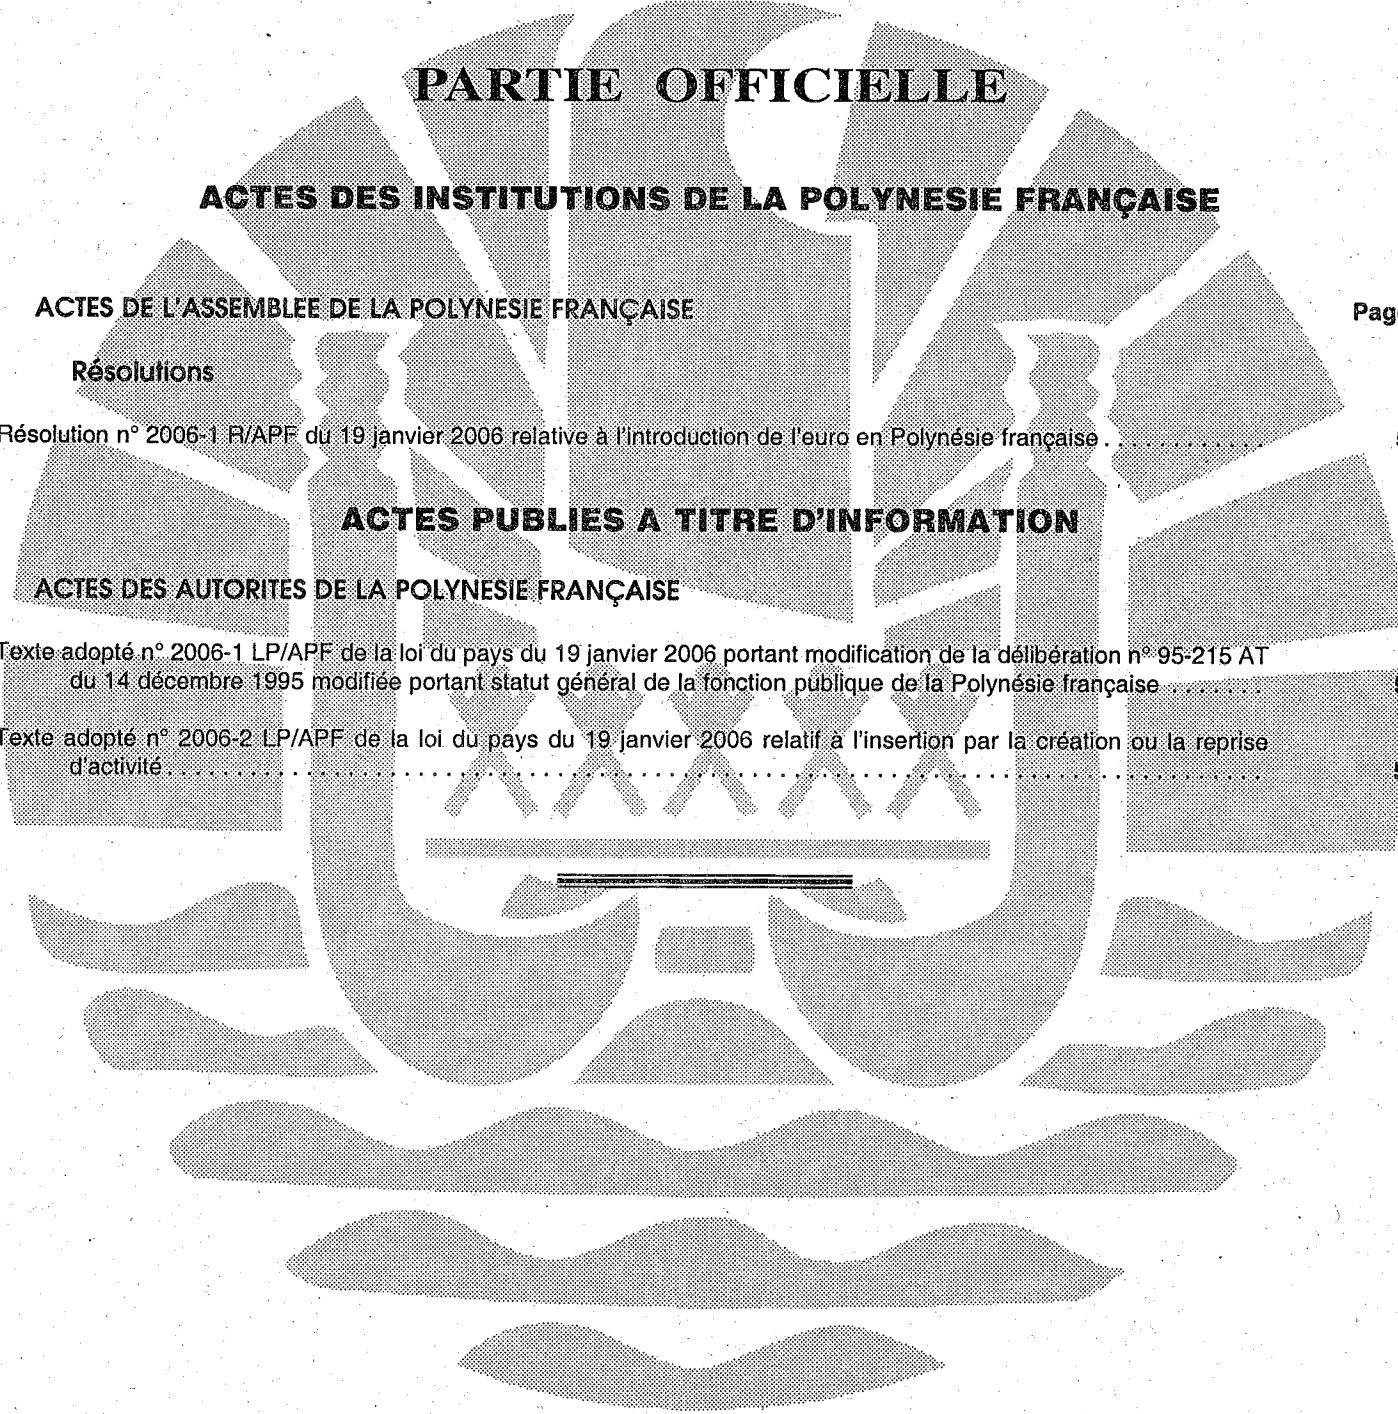 PARTIE OFFICIELLE
ACTES DES INSTITUTIONS DE LA POLYNESIE FRANÇAISE
ACTES DE L'ASSEMBLEE DE LA POLYNESIE FRANÇAISE
Résolutions
Résolution n° 2006-1 R/APF du 19 janvier 2006 relative à l'introduction de l'euro en Polynésie française . . . . . . . . . . . .
ACTES PUBLIES A TITRE D'INFORMATION
ACTES DES AUTORITES DE LA POLYNESIE FRANÇAISE
Texte adopté n° 2006-1 LP/APF de la loi du pays du 19 janvier 2006 portant modification de la délibération n° 95-215 AT
du 14 décembre 1995 modifiée portant statut général de la fonction publique de la Polynésie française . . . . . . .
Texte adopté n° 2006-2 LP/APF de la loi du pays du 19 janvier 2006 relatif à l'insertion par la création ou la reprise
d'activité . . . . . . . . . . . . . . . . . . . . . . . . . . . . . . . . . . . . . . . . . . . . . . . . . . . . . . . . . . . . . . . . . . . . . . . . . . . . .